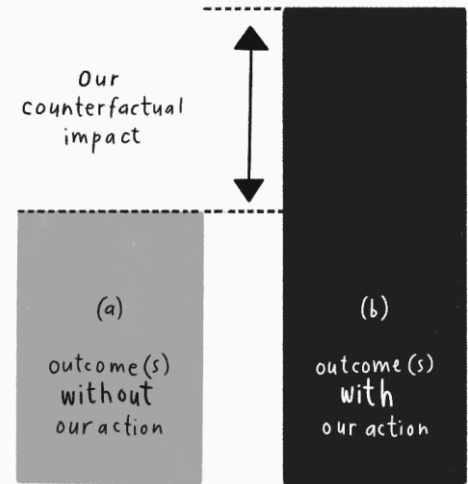 Our
counterfactual
impact
(a)
outcome(s)
without
our action
(b)
outcome(s)
with
our action